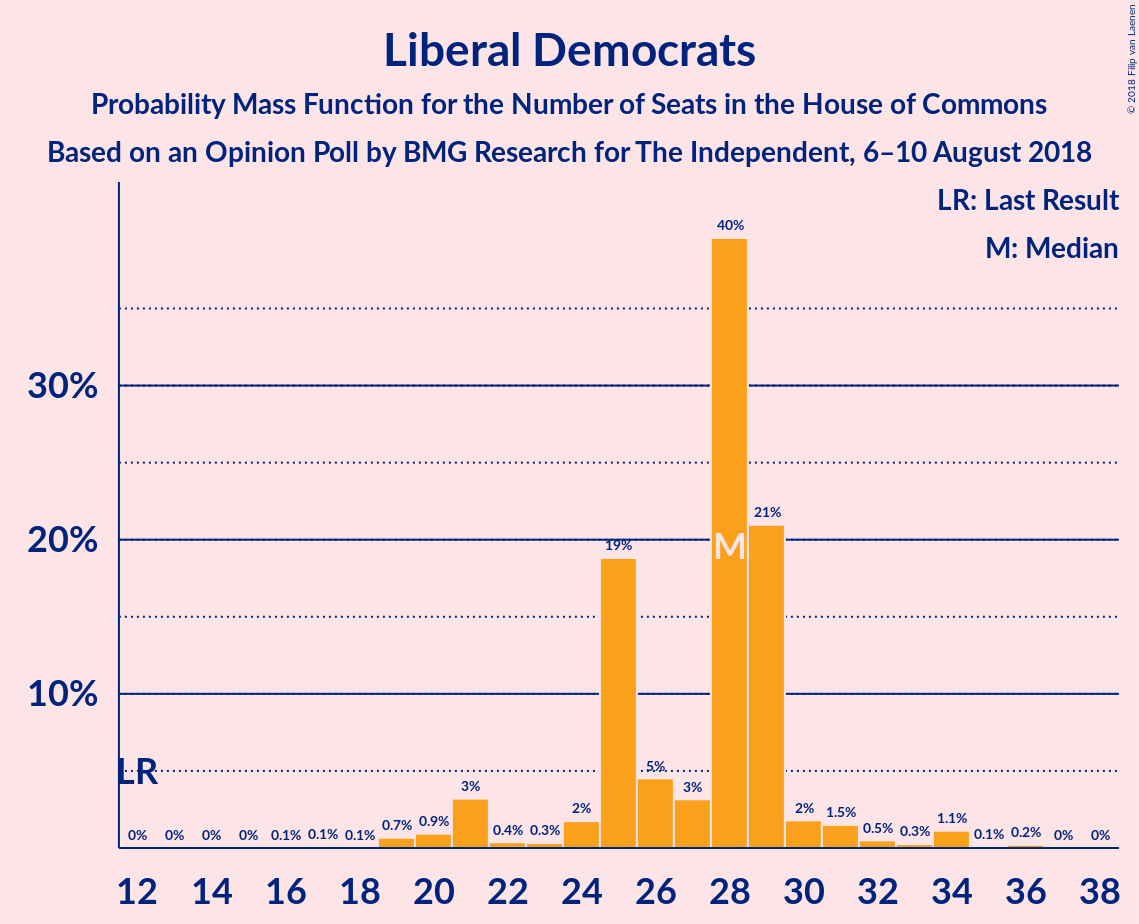 Liberal Democrats
Probability Mass Function for the Number of Seats in the House of Commons
Based on an Opinion Poll by BMG Research for The Independent, 6–10 August 2018
© 2018 Filip van Laenen
LR: Last Result
M: Median
30%
20%
10%
LR
M
0% 0% 0% 0% 0.1% 0.1% 0.1% 0.7% 0.9% 3% 0.4% 0.3% 2% 19% 5% 3% 40% 21% 2% 1.5% 0.5% 0.3% 1.1% 0.1% 0.2% 0% 0%
12 14 16 18 20 22 24 26 28 30 32 34 36 38